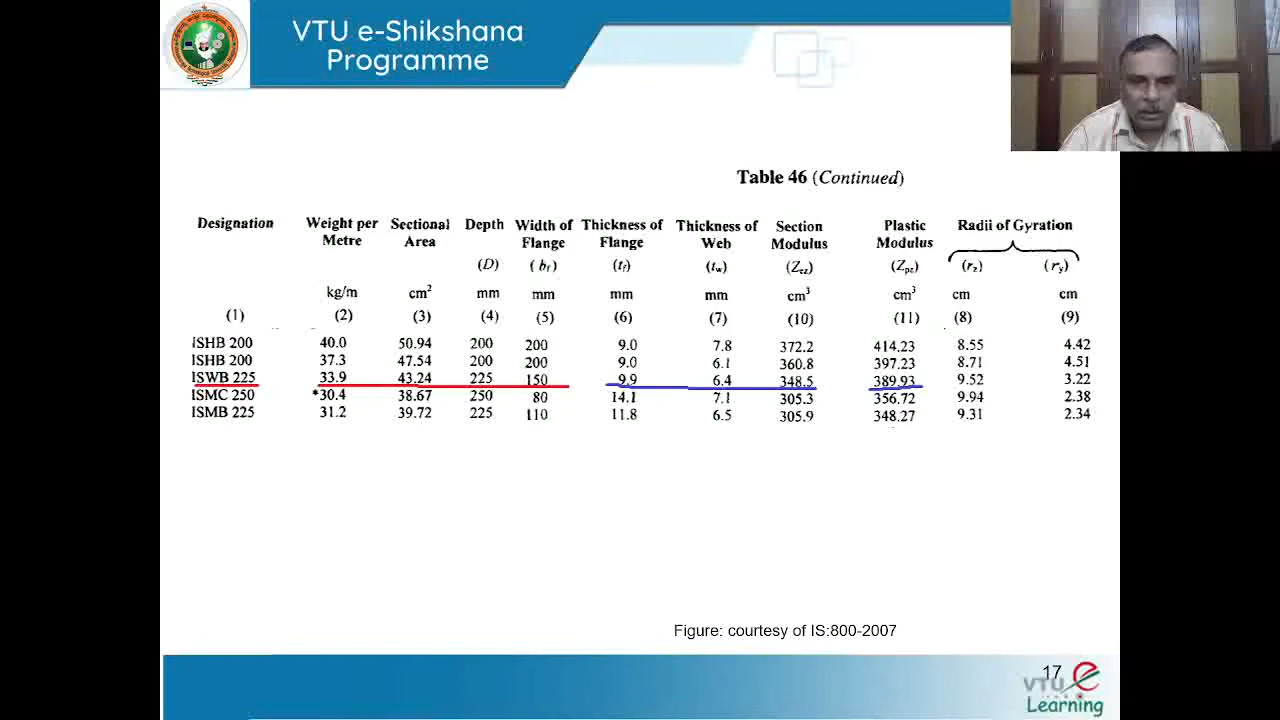 VTU e-Shikshana
Programme
Table 46 (Continued)
Designation Weight per Metre Sectional Area Depth Width of Flange Thickness of Flange Thickness of Web Section Modulus Plastic Modulus Radii of Gyration
(D) (bf) (tf) (tw) (Zez) (Zpz) (rz) (ry)
kg/m cm² mm mm mm mm cm³ cm³ cm cm
(1) (2) (3) (4) (5) (6) (7) (10) (11) (8) (9)
ISHB 200 40.0 50.94 200 200 9.0 7.8 372.2 414.23 8.55 4.42
ISHB 200 37.3 47.54 200 200 9.0 6.1 360.8 397.23 8.71 4.51
ISWB 225 33.9 43.24 225 150 9.9 6.4 348.5 389.93 9.52 3.22
ISMC 250 *30.4 38.67 250 80 14.1 7.1 305.3 356.72 9.94 2.38
ISMB 225 31.2 39.72 225 110 11.8 6.5 305.9 348.27 9.31 2.34
Figure: courtesy of IS:800-2007
17
VTU e
Learning